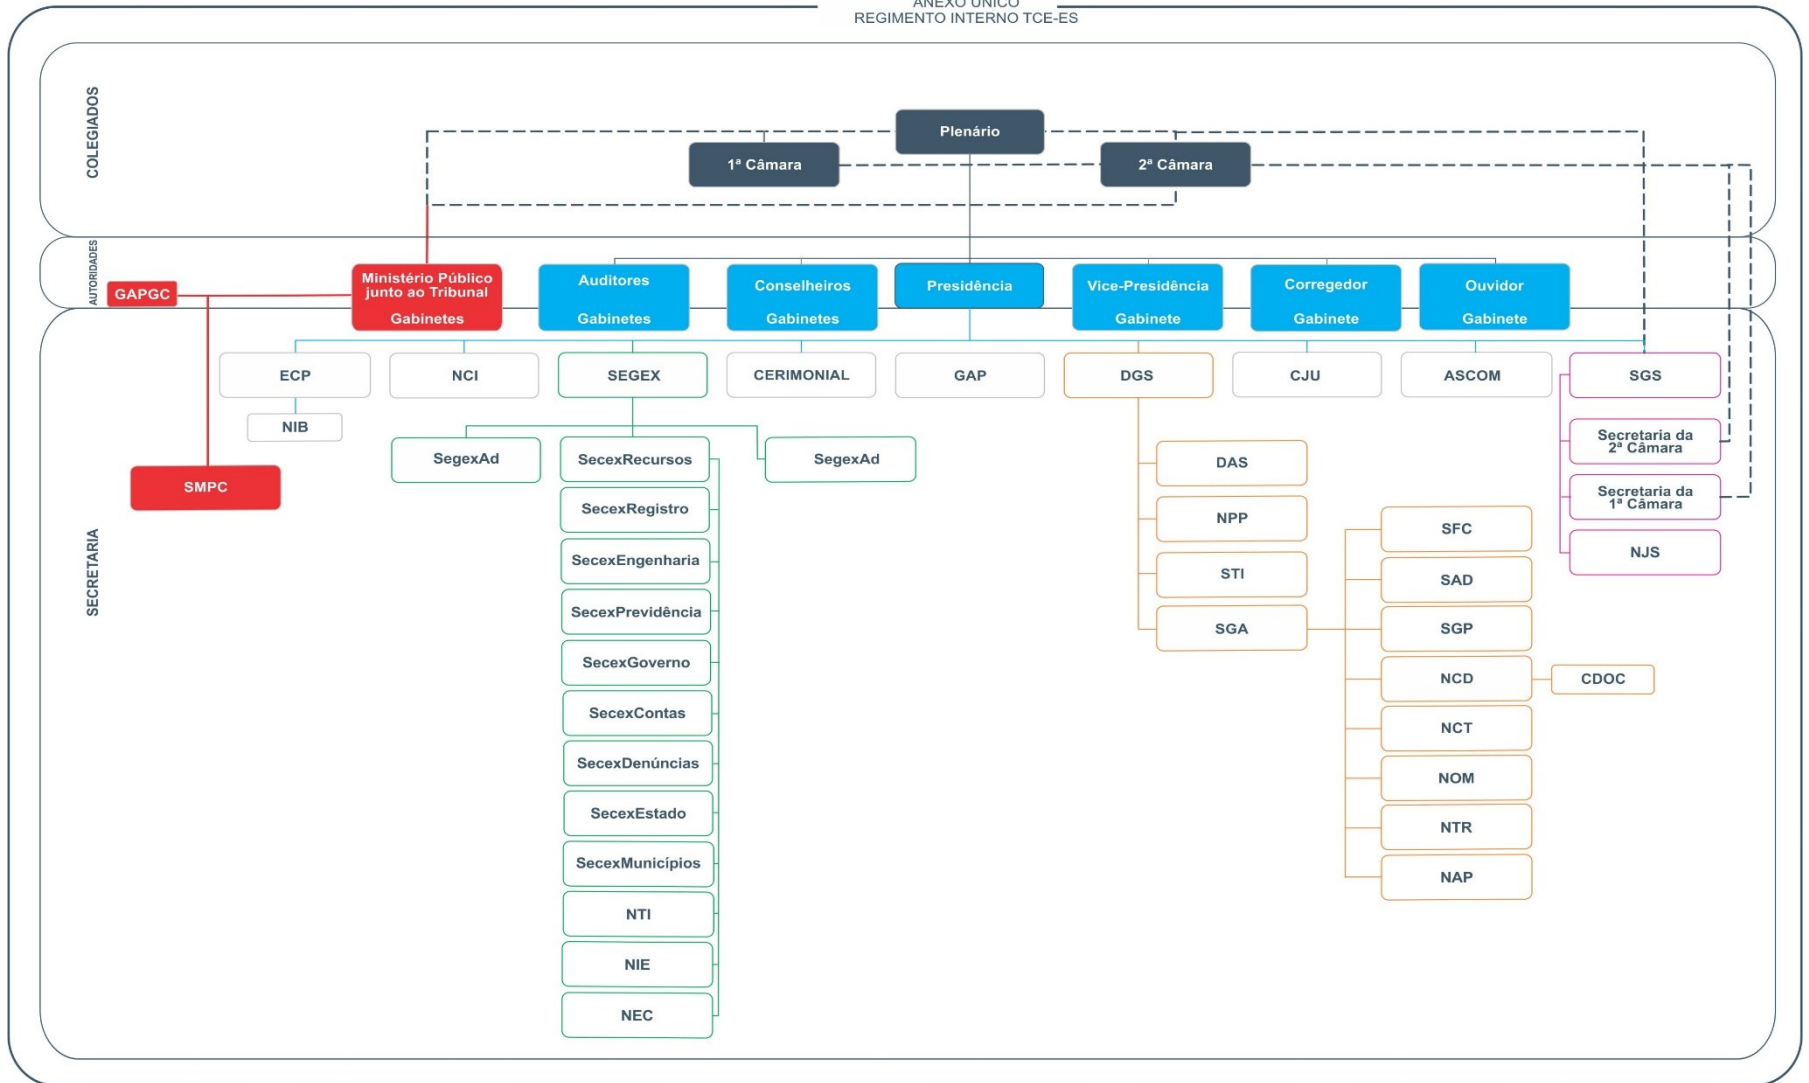 ANEXO ÚNICO
REGIMENTO INTERNO TCE-ES
COLEGIADOS
Plenário
1ª Câmara
2ª Câmara
AUTORIDADES
GAPGC
Ministério Público
junto ao Tribunal
Gabinetes
Auditores
Gabinetes
Conselheiros
Gabinetes
Presidência
Vice-Presidência
Gabinete
Corregedor
Gabinete
Ouvidor
Gabinete
SECRETARIA
ECP
NCI
SEGEX
CERIMONIAL
GAP
DGS
CJU
ASCOM
SGS
NIB
SMPC
SegexAd
SecexRecursos
SegexAd
SecexRegistro
SecexEngenharia
SecexPrevidência
SecexGoverno
SecexContas
SecexDenúncias
SecexEstado
SecexMunicípios
NTI
NIE
NEC
DAS
NPP
STI
SGA
SFC
SAD
SGP
NCD
CDOC
NCT
NOM
NTR
NAP
Secretaria da
2ª Câmara
Secretaria da
1ª Câmara
NJS